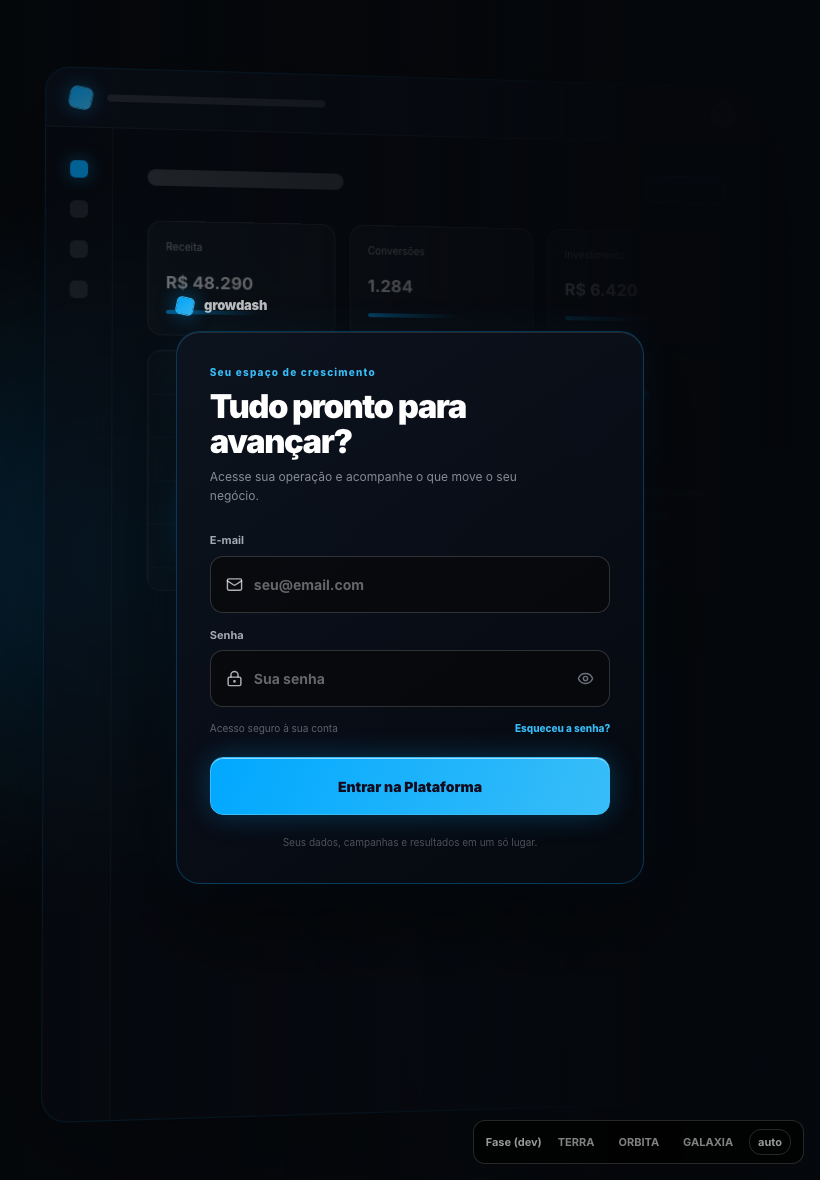 Receita
Conversões
Investimento
R$ 48.290
1.284
R$ 6.420
growdash
Seu espaço de crescimento
Tudo pronto para
avançar?
Acesse sua operação e acompanhe o que move o seu
negócio.
E-mail
seu@email.com
Senha
Sua senha
Acesso seguro à sua conta
Esqueceu a senha?
Entrar na Plataforma
Seus dados, campanhas e resultados em um só lugar.
Fase (dev)
TERRA
ORBITA
GALAXIA
auto